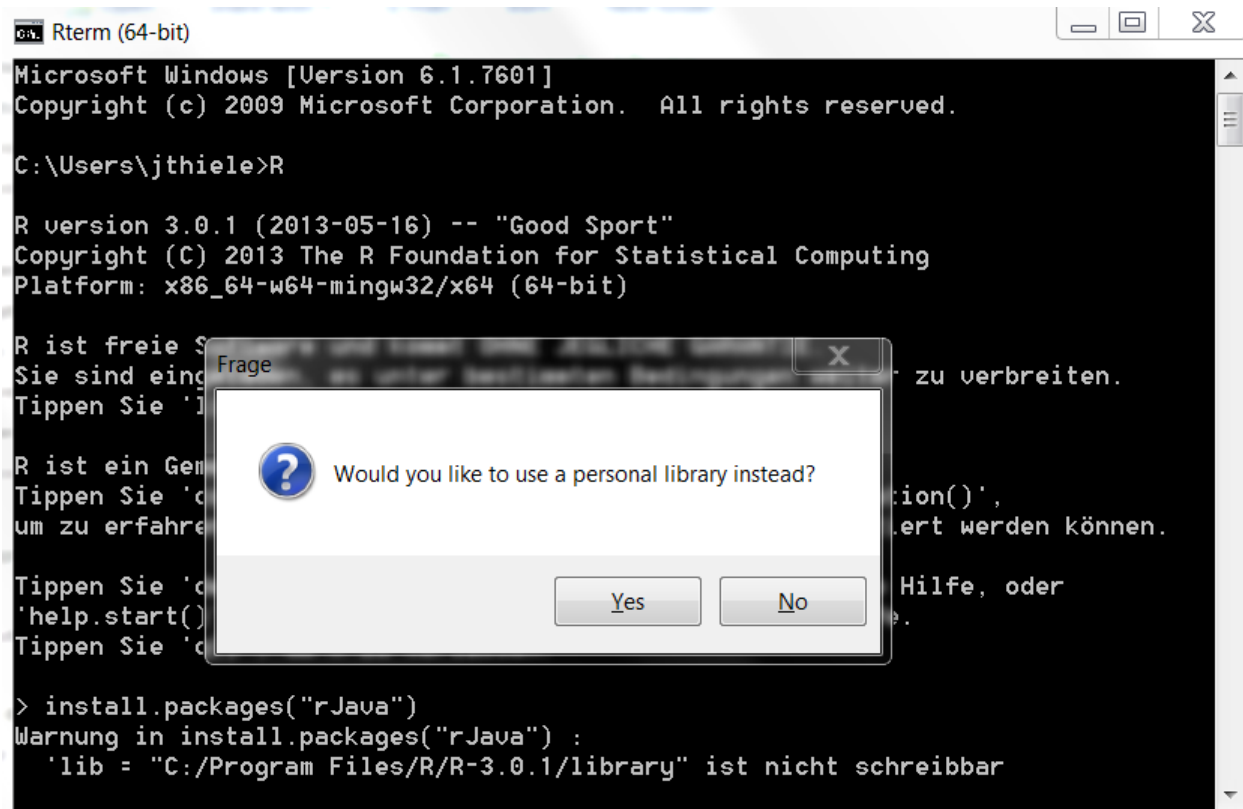 Rterm (64-bit)
Microsoft Windows [Version 6.1.7601]
Copyright (c) 2009 Microsoft Corporation.  All rights reserved.
C:\Users\jthiele>R
R version 3.0.1 (2013-05-16) -- "Good Sport"
Copyright (C) 2013 The R Foundation for Statistical Computing
Platform: x86_64-w64-mingw32/x64 (64-bit)
R ist freie S
Sie sind eing zu verbreiten.
Tippen Sie 'l
R ist ein Gem
Tippen Sie 'c tion()',
um zu erfahre ert werden können.
Tippen Sie 'd Hilfe, oder
'help.start() e.
Tippen Sie 'q
Frage
Would you like to use a personal library instead?
Yes No
> install.packages("rJava")
Warnung in install.packages("rJava") :
'lib = "C:/Program Files/R/R-3.0.1/library" ist nicht schreibbar